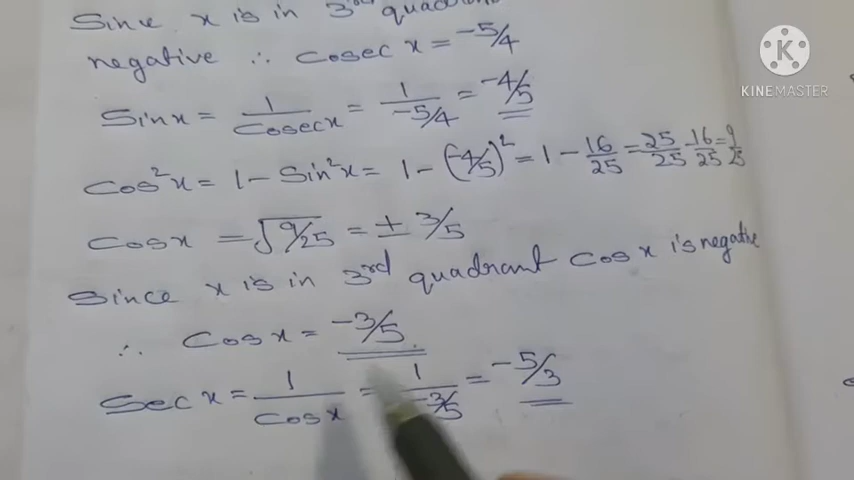 Since x is in 3rd quadrant
negative ∴ Cosec x = -5/4
Sin x = 1/Cosec x = 1/-5/4 = -4/5
Cos²x = 1 - Sin²x = 1 - (-4/5)² = 1 - 16/25 = 25/25 - 16/25 = 9/25
Cos x = √9/25 = ± 3/5
Since x is in 3rd quadrant Cos x is negative
∴ Cos x = -3/5
Sec x = 1/Cos x = 1/-3/5 = -5/3
K
KINEMASTER